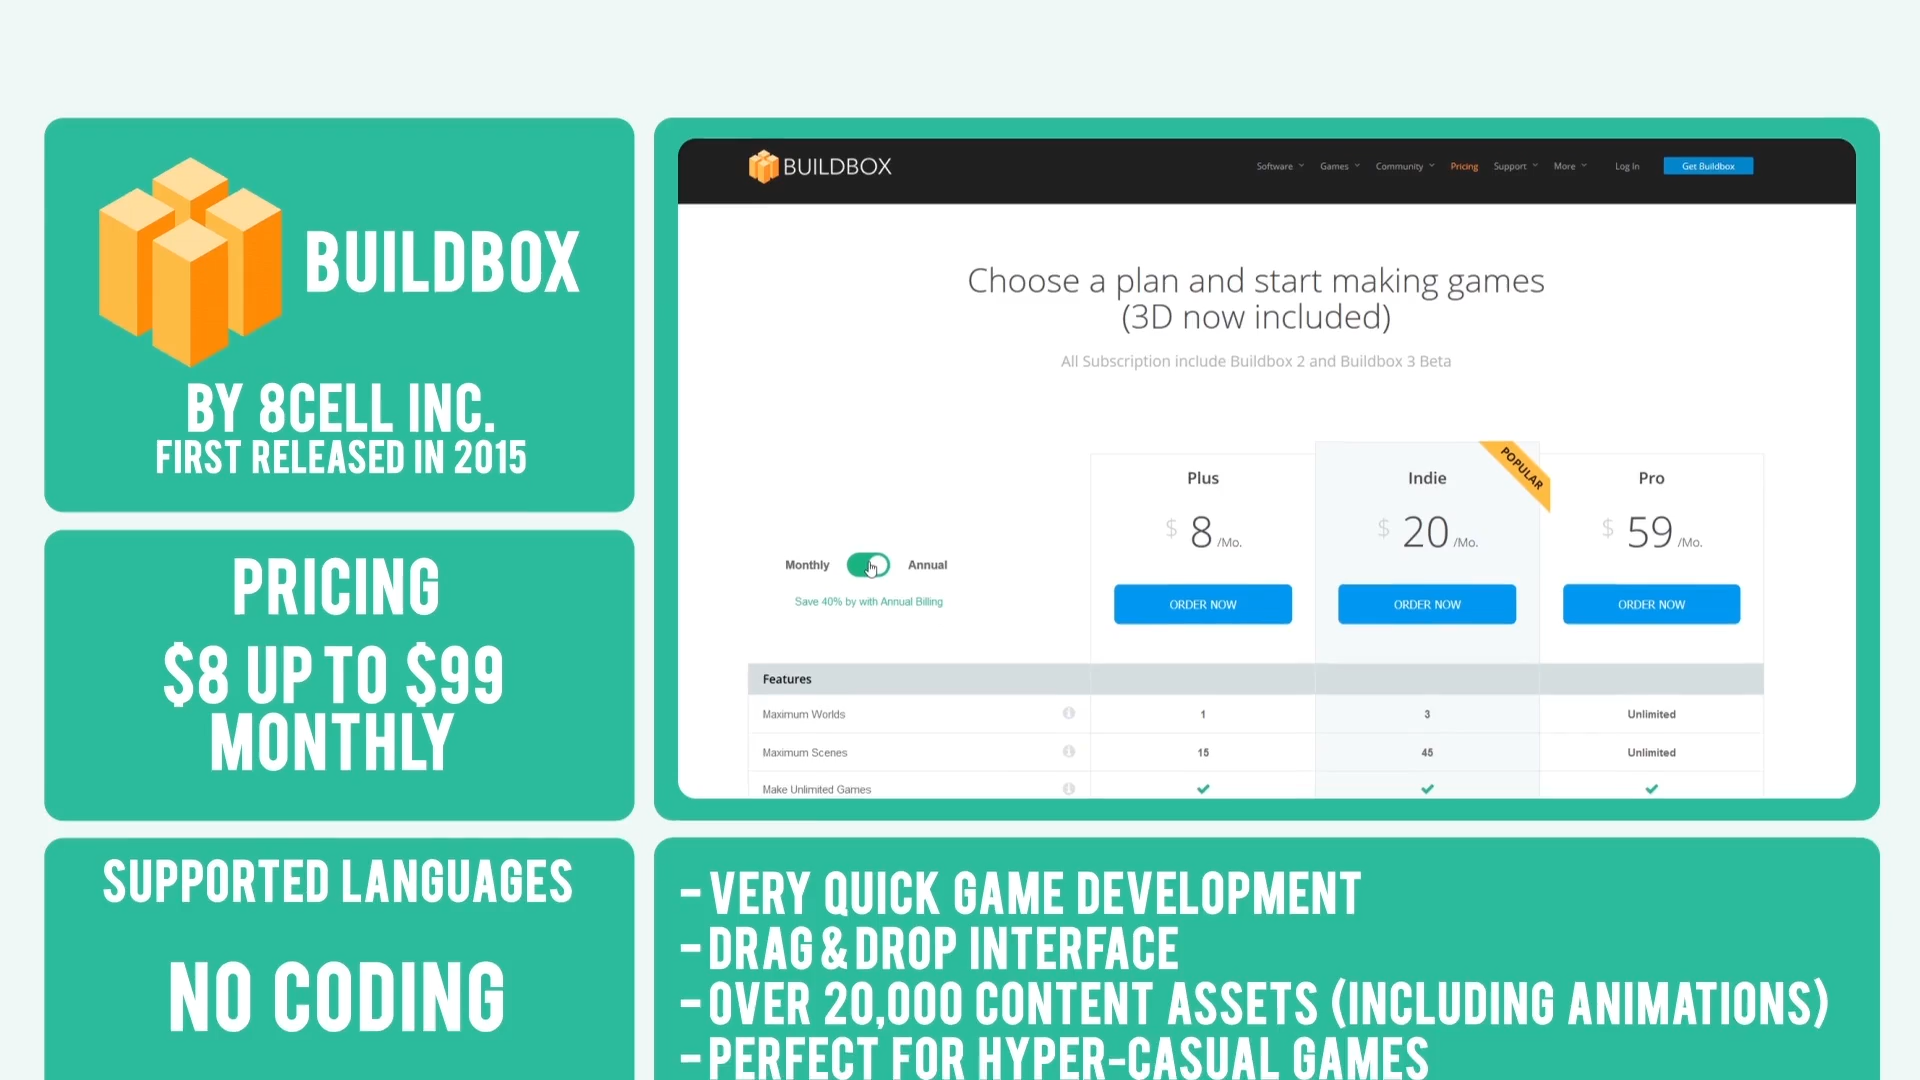 BUILDBOX
BY 8CELL INC.
FIRST RELEASED IN 2015
PRICING
$8 UP TO $99
MONTHLY
SUPPORTED LANGUAGES
NO CODING
BUILDBOX
Software Games Community Pricing Support More Log In Get Buildbox
Choose a plan and start making games
(3D now included)
All Subscription include Buildbox 2 and Buildbox 3 Beta
POPULAR
Plus Indie Pro
$ 8 /Mo. $ 20 /Mo. $ 59 /Mo.
Monthly Annual
Save 40% by with Annual Billing
ORDER NOW ORDER NOW ORDER NOW
Features
Maximum Worlds 1 3 Unlimited
Maximum Scenes 15 45 Unlimited
Make Unlimited Games
- VERY QUICK GAME DEVELOPMENT
- DRAG & DROP INTERFACE
- OVER 20,000 CONTENT ASSETS (INCLUDING ANIMATIONS)
- PERFECT FOR HYPER-CASUAL GAMES